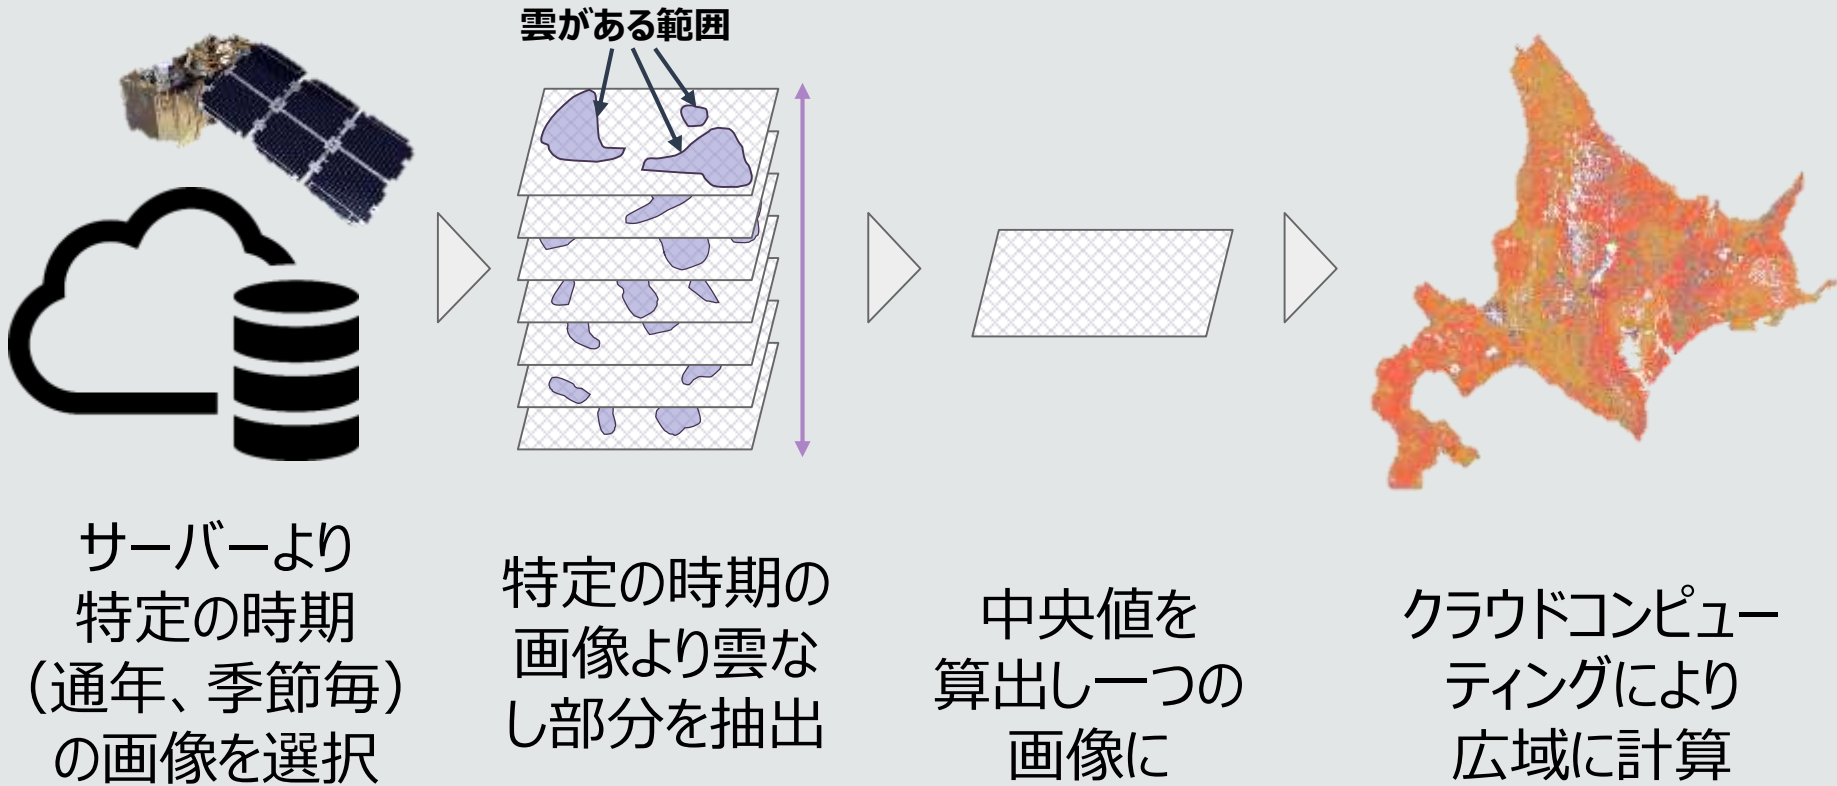 雲がある範囲
サーバーより
特定の時期
（通年、季節毎）
の画像を選択
特定の時期の
画像より雲な
し部分を抽出
中央値を
算出し一つの
画像に
クラウドコンピュー
ティングにより
広域に計算